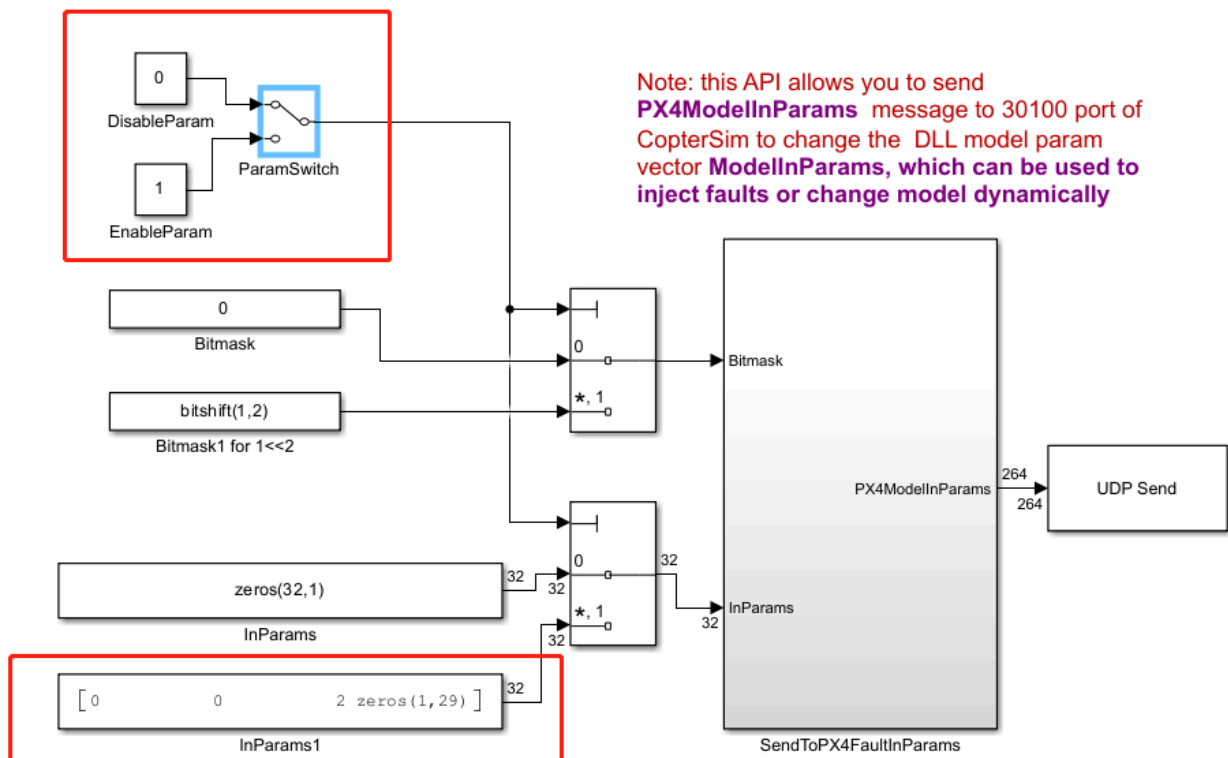 0
DisableParam
ParamSwitch
1
EnableParam
Note: this API allows you to send
PX4ModelInParams message to 30100 port of
CopterSim to change the DLL model param
vector ModelInParams, which can be used to
inject faults or change model dynamically
0
Bitmask
bitshift(1,2)
Bitmask1 for 1<<2
0
*, 1
Bitmask
zeros(32,1)
InParams
32
32
0
*, 1
32
32
32
InParams
[0 0 2 zeros(1,29)]
32
InParams1
PX4ModelInParams
264
264
UDP Send
SendToPX4FaultInParams